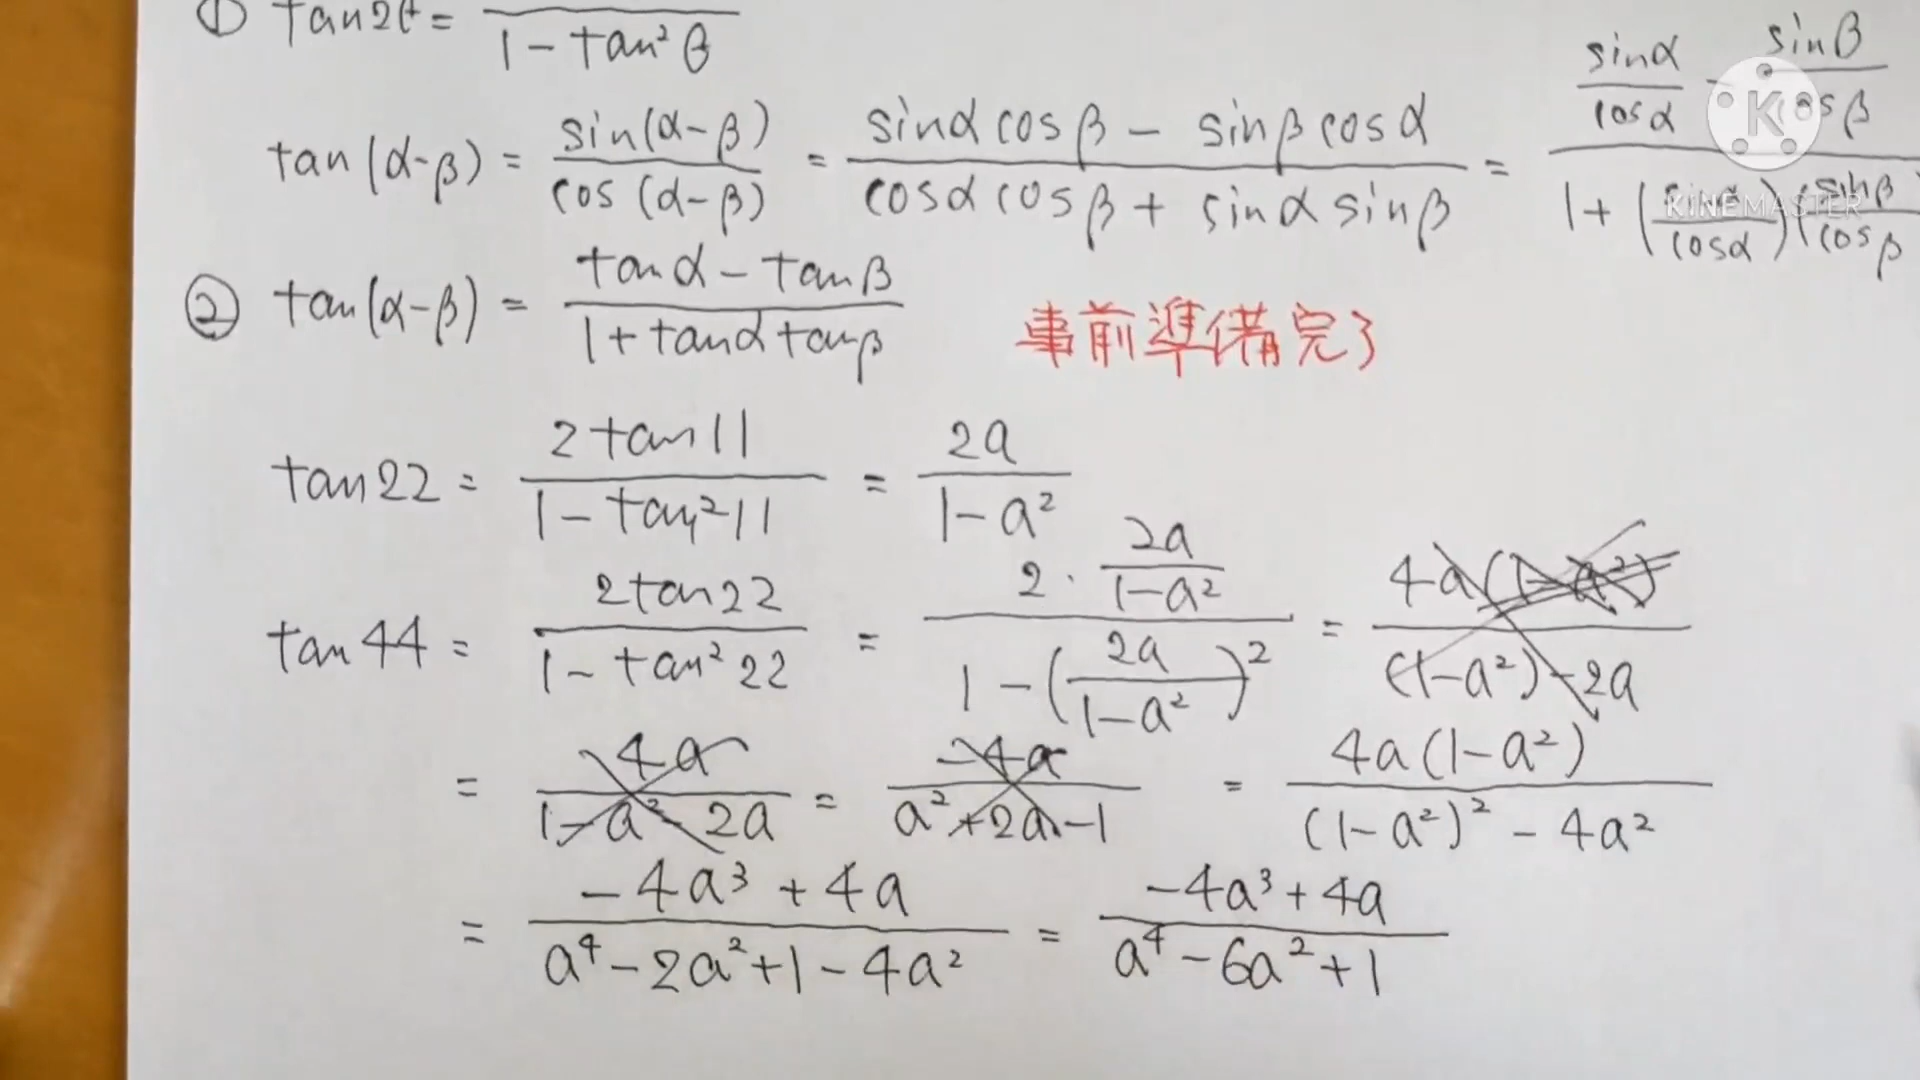 ① tan2θ = ――― / 1 - tan²θ
tan(α-β) = sin(α-β) / cos(α-β) = sinα cosβ - sinβ cosα / cosα cosβ + sinα sinβ = sinα/cosα - sinβ/cosβ / 1 + (sinα/cosα)(sinβ/cosβ
② tan(α-β) = tanα - tanβ / 1 + tanα tanβ
事前準備完了
tan22 = 2tan11 / 1 - tan²11 = 2a / 1-a²
tan44 = 2tan22 / 1 - tan²22 = 2 · 2a/1-a² / 1 - (2a/1-a²)² = 4a(1-a²) / (1-a²) - 2a
= 4a / 1-a²-2a = -4a / a²+2a-1 = 4a(1-a²) / (1-a²)² - 4a²
= -4a³+4a / a⁴-2a²+1-4a² = -4a³+4a / a⁴-6a²+1
K
KINEMASTER